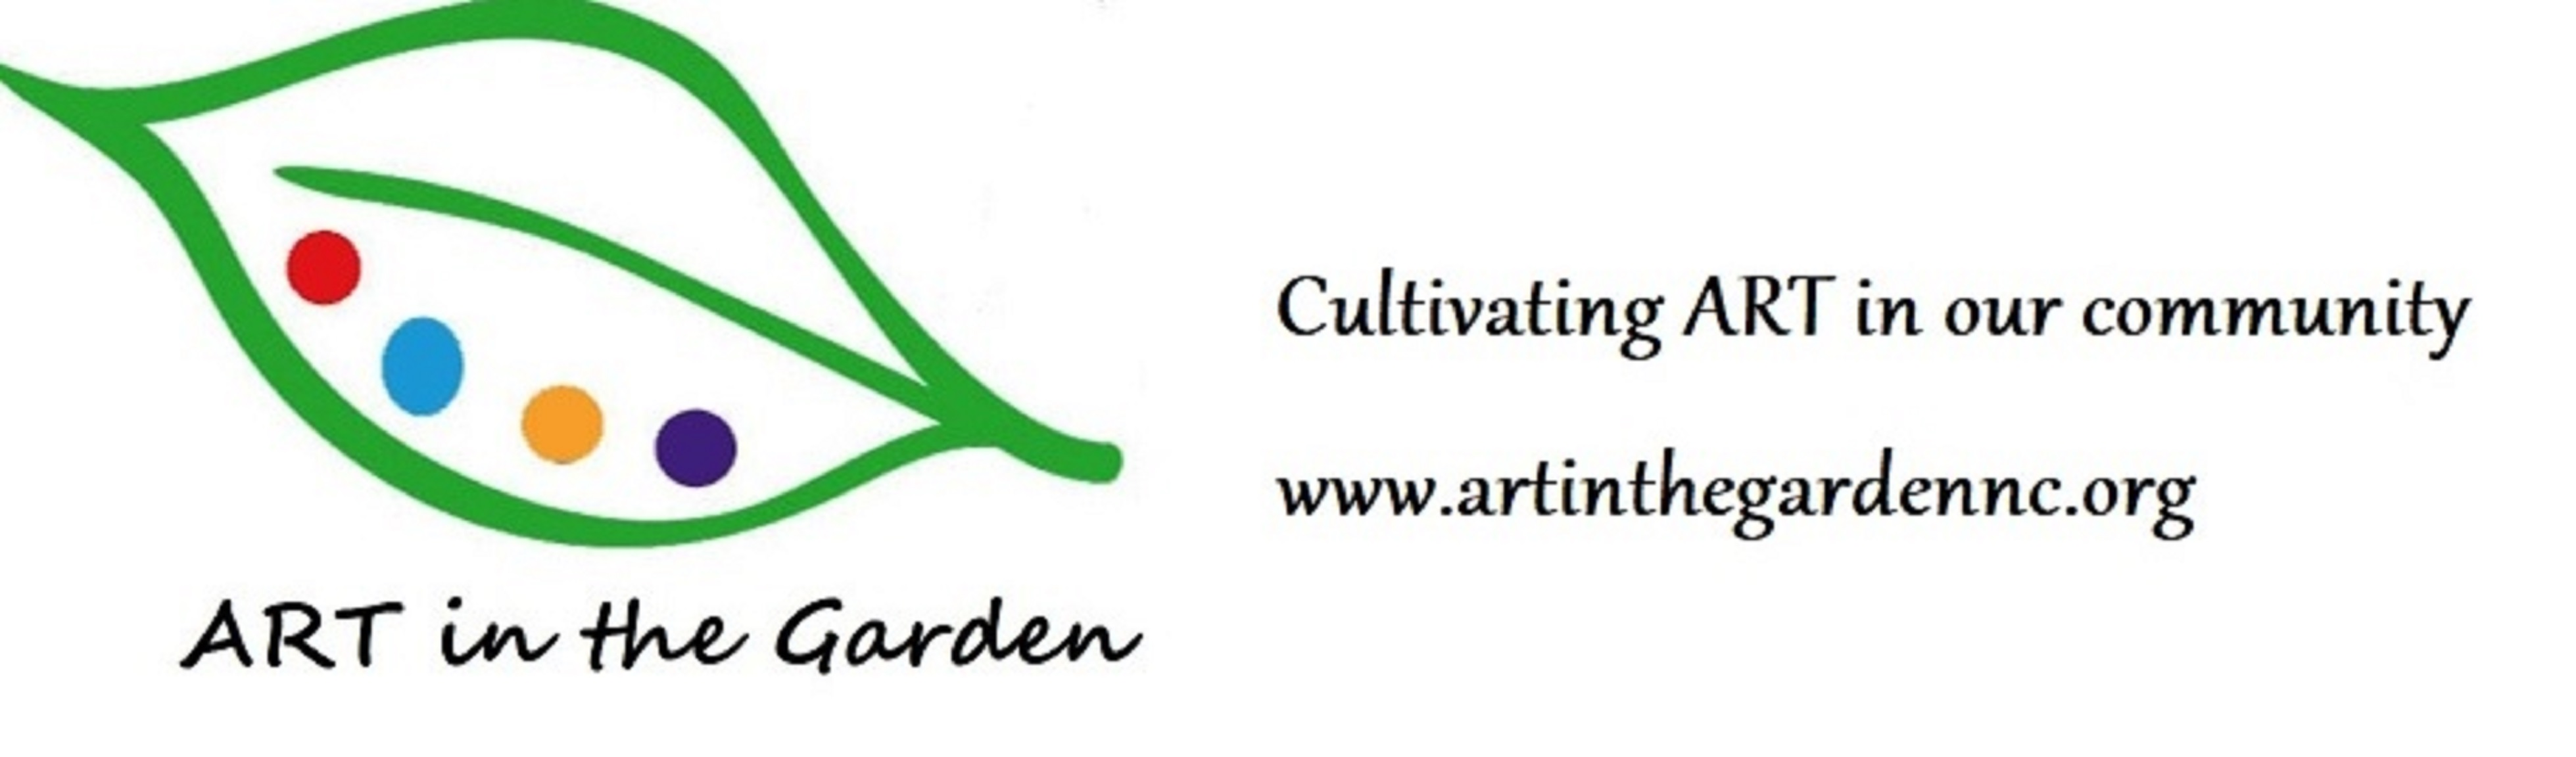 ART in the Garden
Cultivating ART in our community
www.artinthegardennc.org